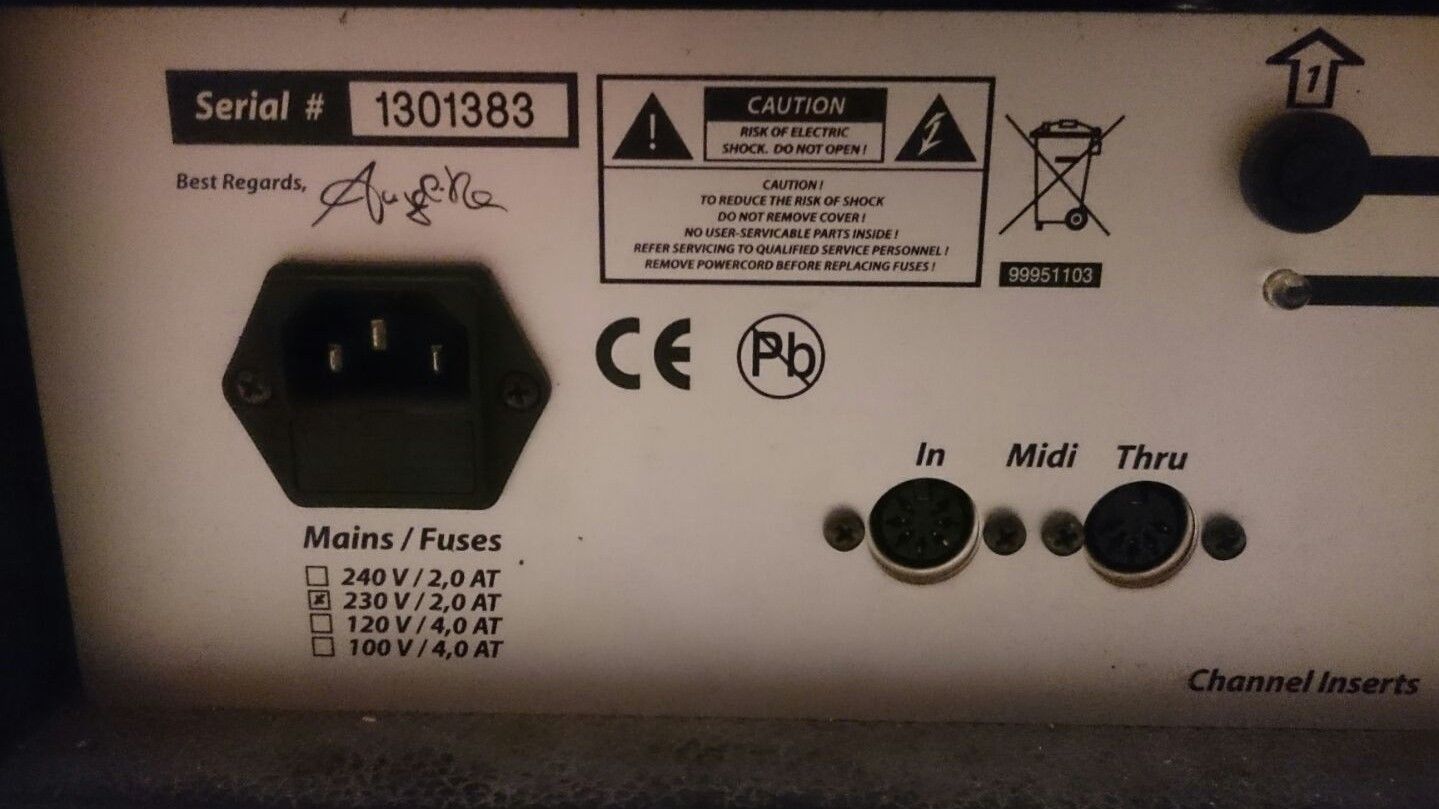 Serial # 1301383
Best Regards,
CAUTION
RISK OF ELECTRIC
SHOCK. DO NOT OPEN !
CAUTION !
TO REDUCE THE RISK OF SHOCK
DO NOT REMOVE COVER !
NO USER-SERVICABLE PARTS INSIDE !
REFER SERVICING TO QUALIFIED SERVICE PERSONNEL !
REMOVE POWERCORD BEFORE REPLACING FUSES !
99951103
1
CE
Pb
In Midi Thru
Mains / Fuses
240 V / 2,0 AT
230 V / 2,0 AT
120 V / 4,0 AT
100 V / 4,0 AT
Channel Inserts